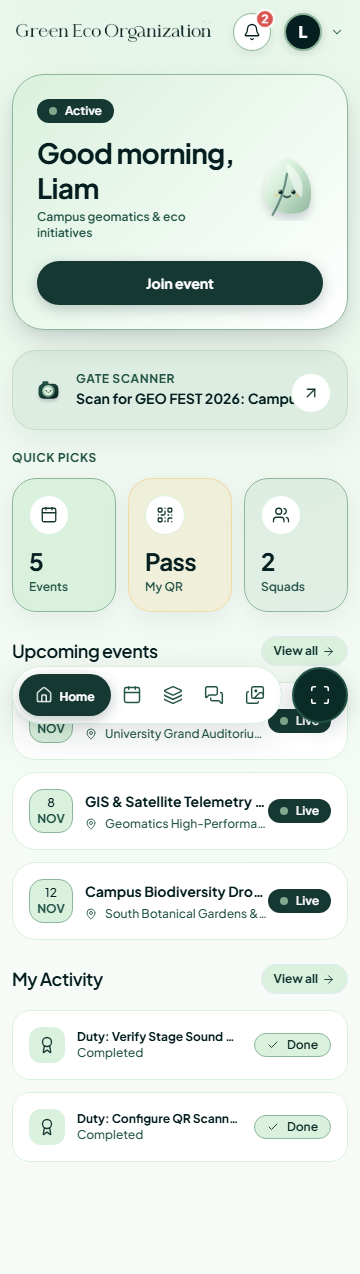 Green Eco Organization
2
L
Active
Good morning,
Liam
Campus geomatics & eco
initiatives
Join event
GATE SCANNER
Scan for GEO FEST 2026: Campu
QUICK PICKS
5
Events
Pass
My QR
2
Squads
Upcoming events
View all →
Home
NOV
University Grand Auditoriu...
Live
8
NOV
GIS & Satellite Telemetry ...
Geomatics High-Performa...
Live
12
NOV
Campus Biodiversity Dro...
South Botanical Gardens &...
Live
My Activity
View all →
Duty: Verify Stage Sound ...
Completed
Done
Duty: Configure QR Scann...
Completed
Done